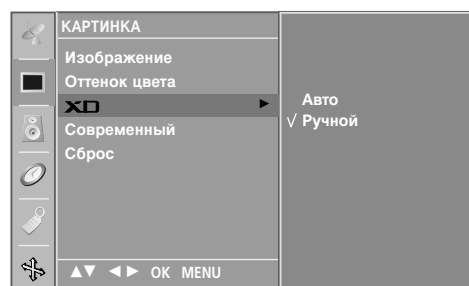 КАРТИНКА
Изображение
Оттенок цвета
XD ►
Современный
Сброс
Авто
√ Ручной
▲▼ ◄► OK MENU